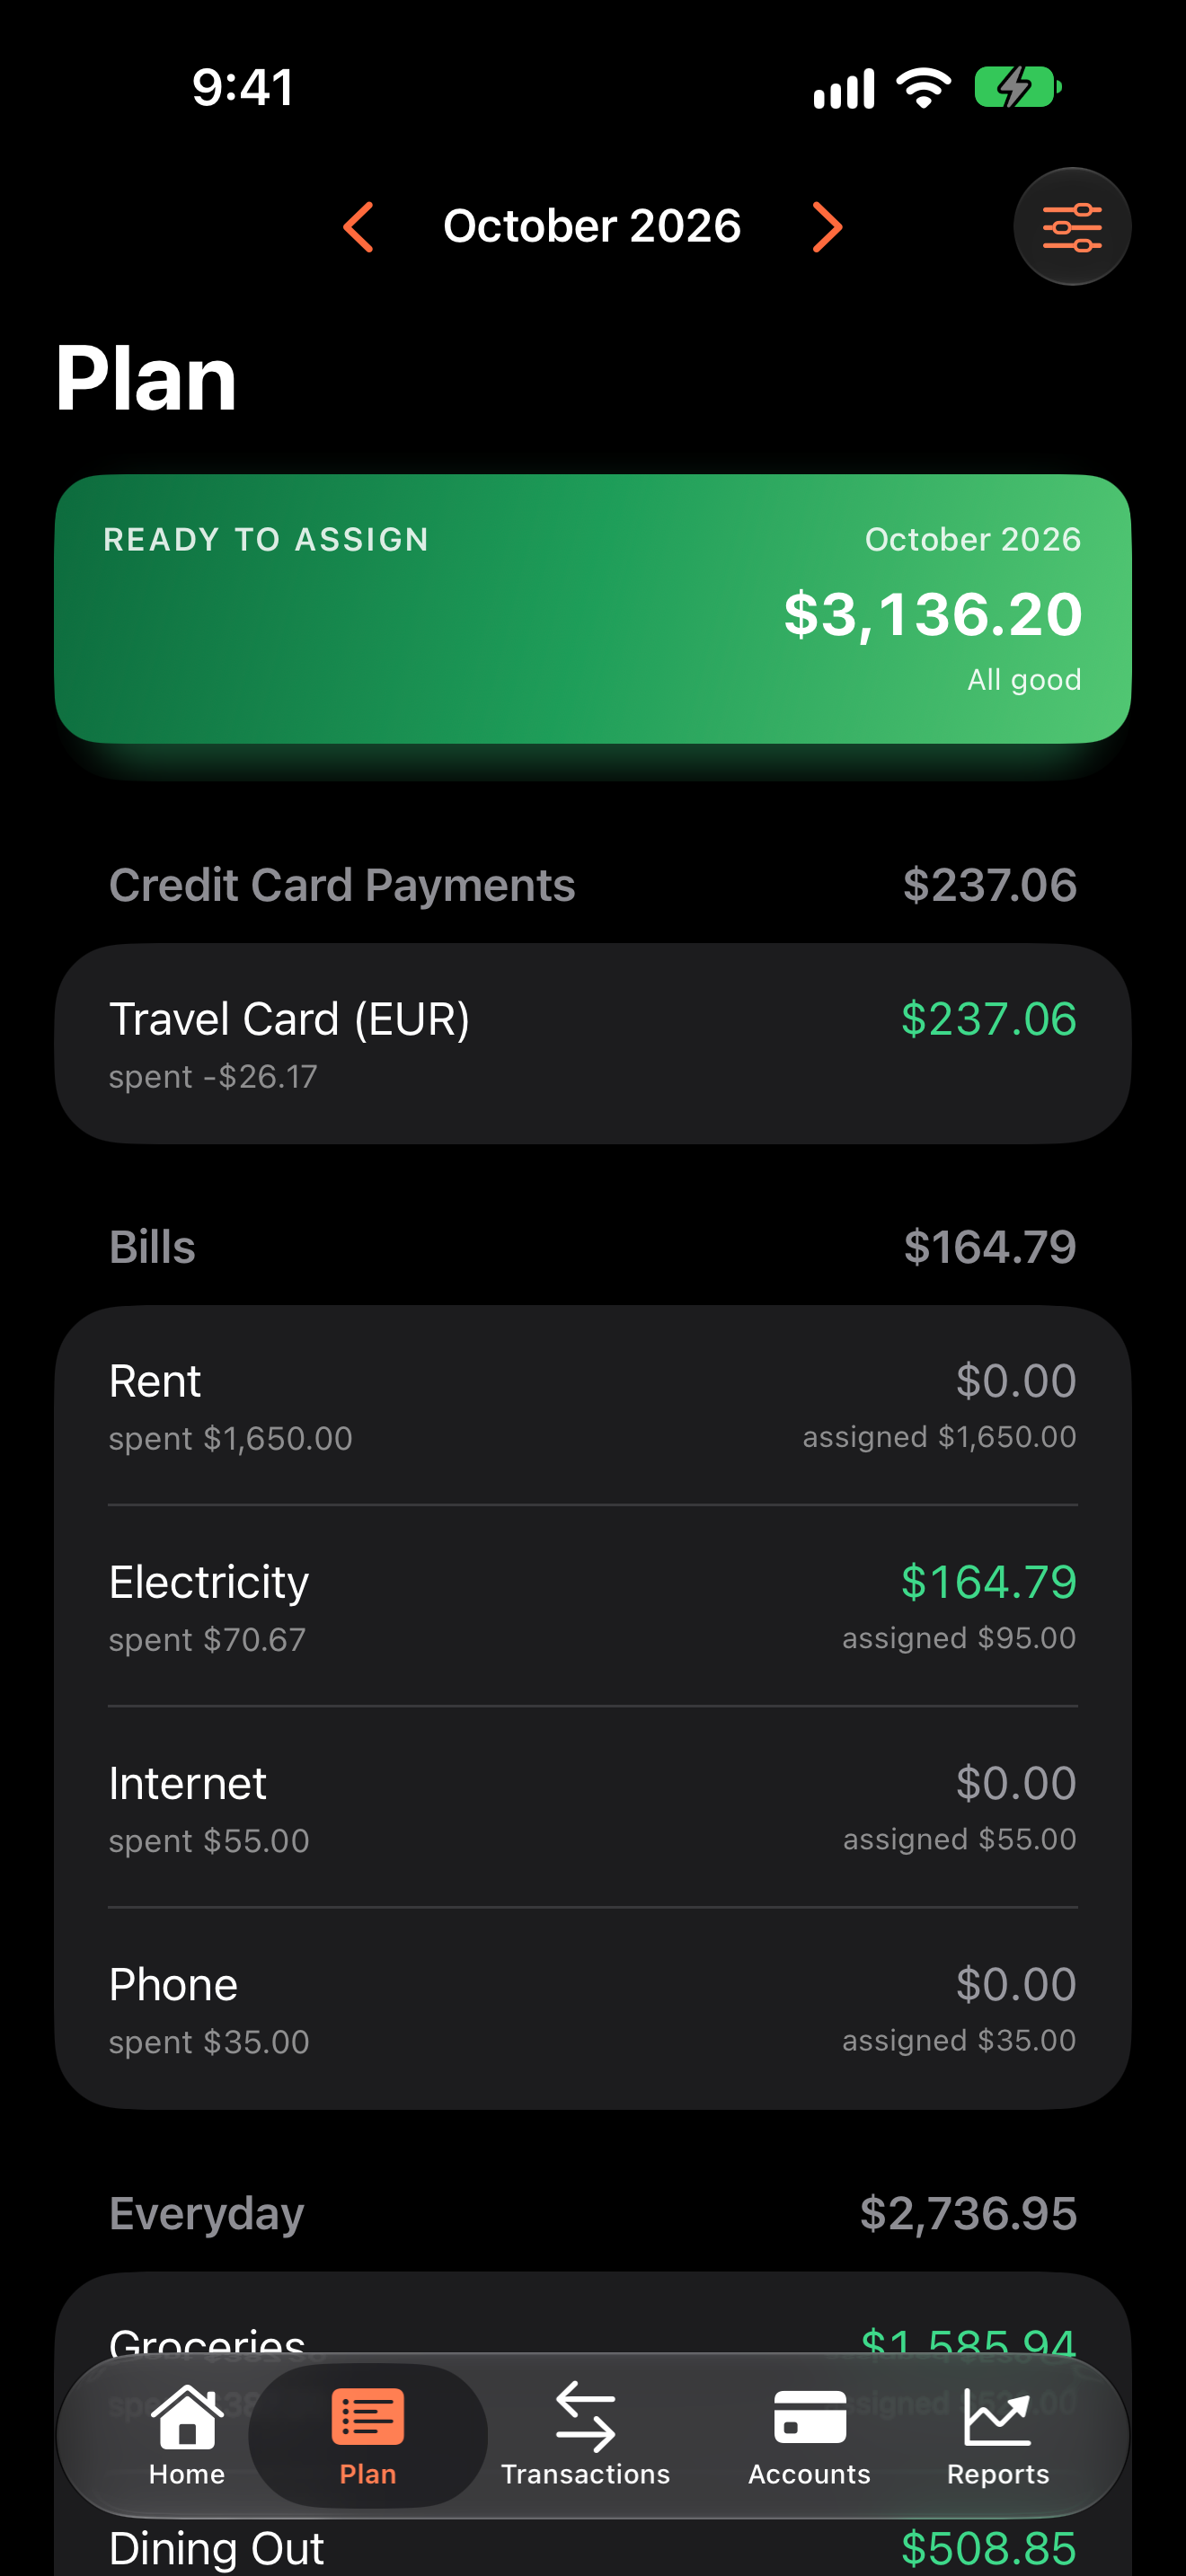 9:41
October 2026
Plan
READY TO ASSIGN
October 2026
$3,136.20
All good
Credit Card Payments
$237.06
Travel Card (EUR)
$237.06
spent -$26.17
Bills
$164.79
Rent
$0.00
spent $1,650.00
assigned $1,650.00
Electricity
$164.79
spent $70.67
assigned $95.00
Internet
$0.00
spent $55.00
assigned $55.00
Phone
$0.00
spent $35.00
assigned $35.00
Everyday
$2,736.95
Groceries
$1,585.94
Home
Plan
Transactions
Accounts
Reports
Dining Out
$508.85